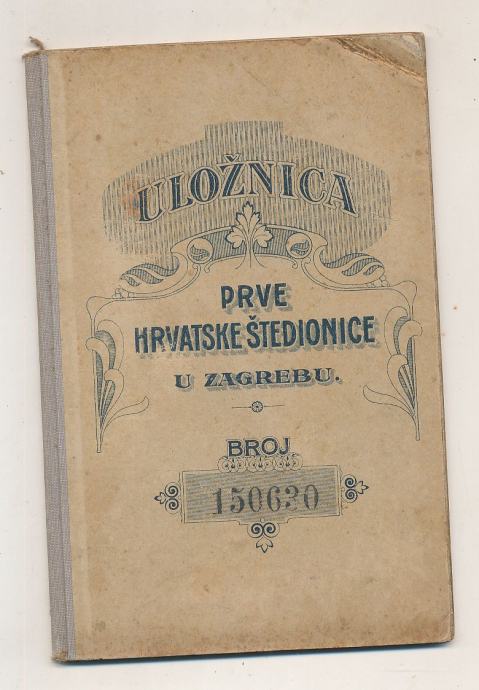 ULOŽNICA
PRVE
HRVATSKE ŠTEDIONICE
U ZAGREBU.
BROJ
150630